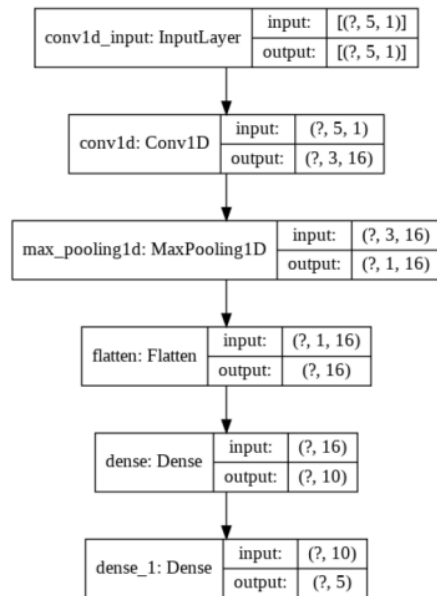 conv1d_input: InputLayer
input: [(?, 5, 1)]
output: [(?, 5, 1)]
conv1d: Conv1D
input: (?, 5, 1)
output: (?, 3, 16)
max_pooling1d: MaxPooling1D
input: (?, 3, 16)
output: (?, 1, 16)
flatten: Flatten
input: (?, 1, 16)
output: (?, 16)
dense: Dense
input: (?, 16)
output: (?, 10)
dense_1: Dense
input: (?, 10)
output: (?, 5)